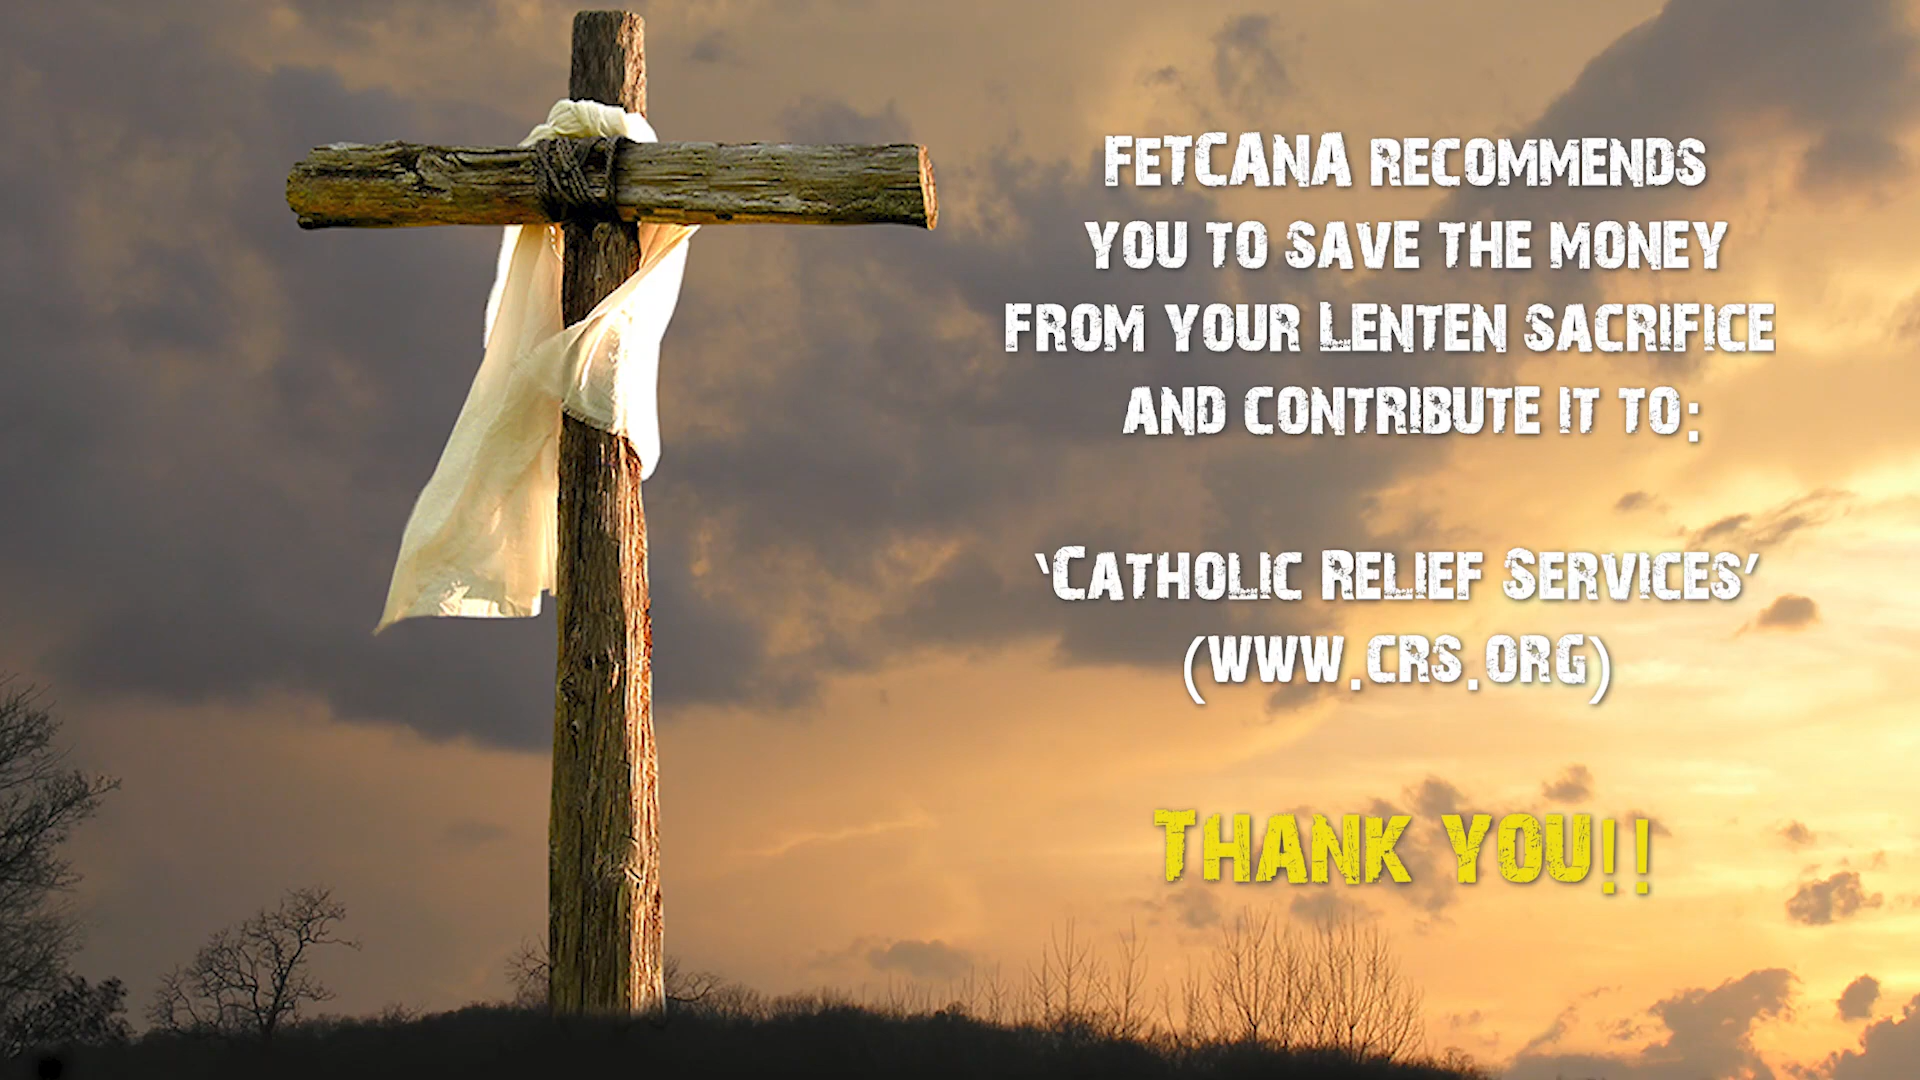 FETCANA RECOMMENDS
YOU TO SAVE THE MONEY
FROM YOUR LENTEN SACRIFICE
AND CONTRIBUTE IT TO:
‘CATHOLIC RELIEF SERVICES’
(WWW.CRS.ORG)
THANK YOU!!